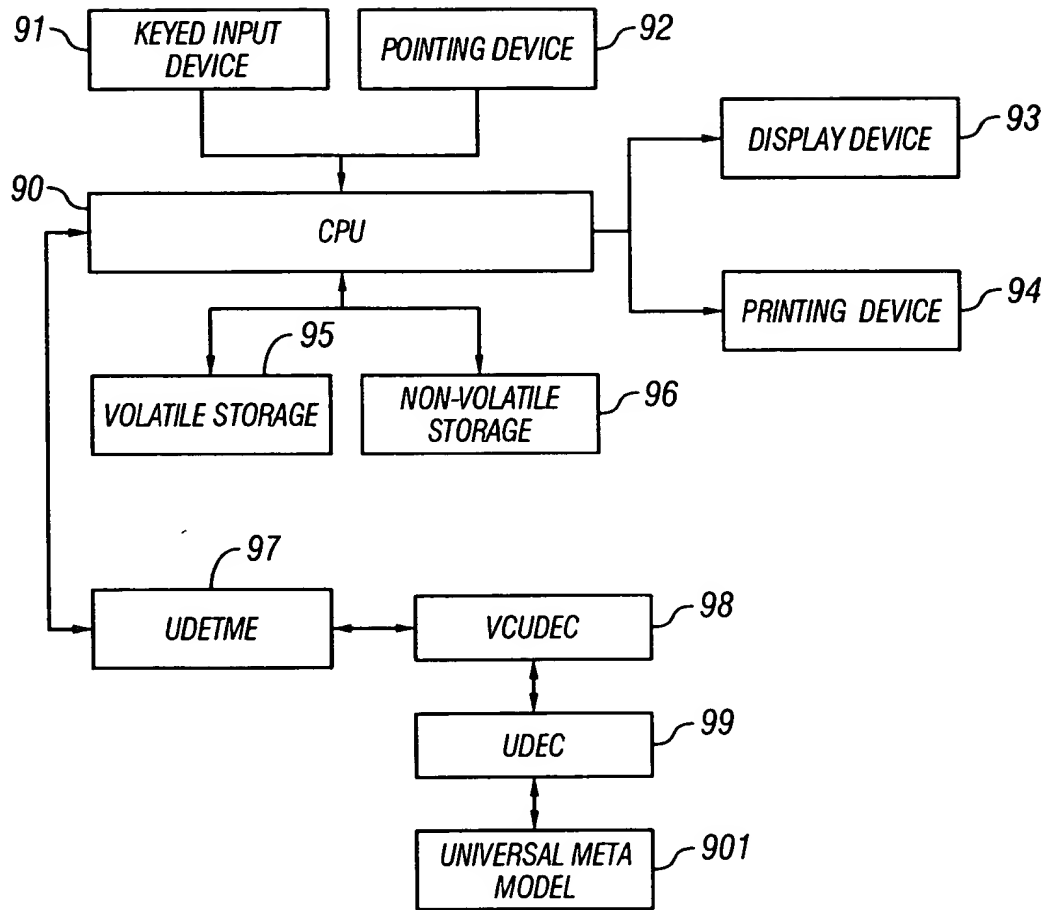 91
KEYED INPUT
DEVICE
POINTING DEVICE
92
DISPLAY DEVICE
93
90
CPU
PRINTING DEVICE
94
95
VOLATILE STORAGE
NON-VOLATILE
STORAGE
96
97
UDETME
VCUDEC
98
UDEC
99
UNIVERSAL META
MODEL
901